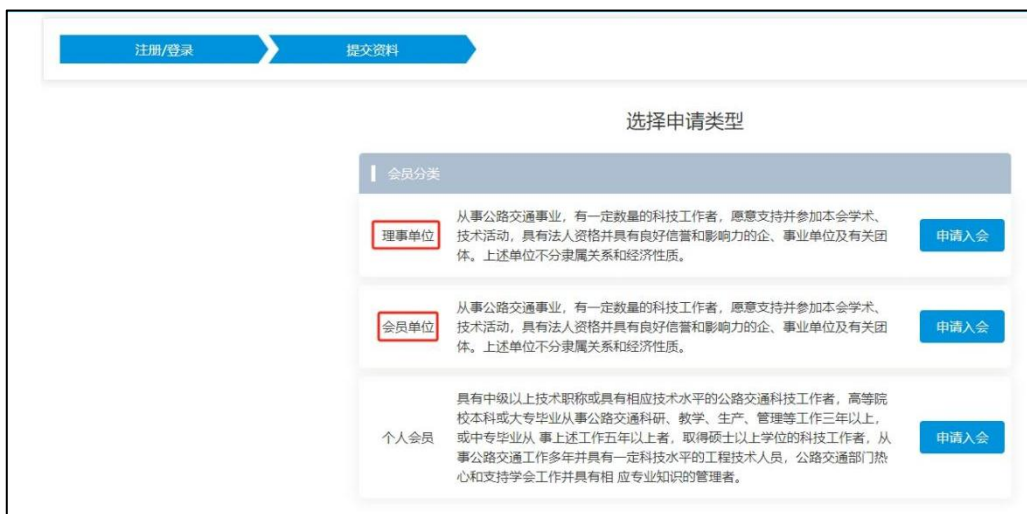 注册/登录
提交资料
选择申请类型
会员分类
理事单位
从事公路交通事业，有一定数量的科技工作者，愿意支持并参加本会学术、
技术活动，具有法人资格并具有良好信誉和影响力的企、事业单位及有关团
体。上述单位不分隶属关系和经济性质。
申请入会
会员单位
从事公路交通事业，有一定数量的科技工作者，愿意支持并参加本会学术、
技术活动，具有法人资格并具有良好信誉和影响力的企、事业单位及有关团
体。上述单位不分隶属关系和经济性质。
申请入会
个人会员
具有中级以上技术职称或具有相应技术水平的公路交通科技工作者，高等院
校本科或大专毕业从事公路交通科研、教学、生产、管理等工作三年以上，
或中专毕业从 事上述工作五年以上者，取得硕士以上学位的科技工作者，从
事公路交通工作多年并具有一定科技水平的工程技术人员，公路交通部门热
心和支持学会工作并具有相 应专业知识的管理者。
申请入会